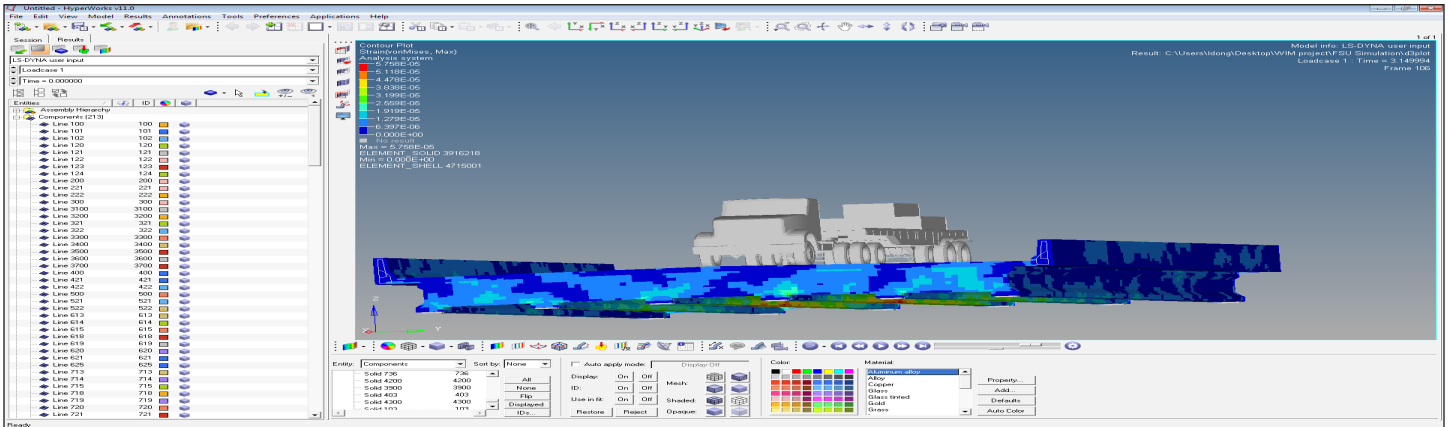 Untitled - HyperWorks v11.0
File Edit View Model Results Annotations Tools Preferences Applications Help
Session Results
LS-DYNA user input
Loadcase 1
Time = 0.000000
Entities ID
Assembly Hierarchy
Components (213)
Line 100 100
Line 101 101
Line 102 102
Line 120 120
Line 121 121
Line 122 122
Line 123 123
Line 124 124
Line 200 200
Line 221 221
Line 222 222
Line 300 300
Line 3100 3100
Line 3200 3200
Line 321 321
Line 322 322
Line 3300 3300
Line 3400 3400
Line 3500 3500
Line 3600 3600
Line 3700 3700
Line 400 400
Line 421 421
Line 422 422
Line 500 500
Line 521 521
Line 522 522
Line 613 613
Line 614 614
Line 615 615
Line 618 618
Line 619 619
Line 620 620
Line 621 621
Line 625 625
Line 713 713
Line 714 714
Line 715 715
Line 718 718
Line 719 719
Line 720 720
Line 721 721
1 of 1
Contour Plot
Strain(vonMises, Max)
Analysis system
5.758E-05
5.118E-05
4.478E-05
3.838E-05
3.199E-05
2.559E-05
1.919E-05
1.279E-05
6.397E-06
0.000E+00
No result
Max = 5.758E-05
ELEMENT_SOLID 3916218
Min = 0.000E+00
ELEMENT_SHELL 4715001
Model info: LS-DYNA user input
Result: C:\Users\ldong\Desktop\WIM project\FSU Simulation\d3plot
Loadcase 1 : Time = 3.149994
Frame 106
Z
Y
Entity: Components Sort by: None
Solid 736 736
Solid 4200 4200
Solid 3900 3900
Solid 403 403
Solid 4300 4300
Solid 103 103
All
None
Flip
Displayed
IDs...
Auto apply mode: Display Off
Display: On Off
ID: On Off
Use in fit: On Off
Restore Reject
Mesh:
Shaded:
Opaque:
Color:
Material:
Aluminum alloy
Alloy
Copper
Glass
Glass tinted
Gold
Grass
Property...
Add...
Defaults
Auto Color
Ready